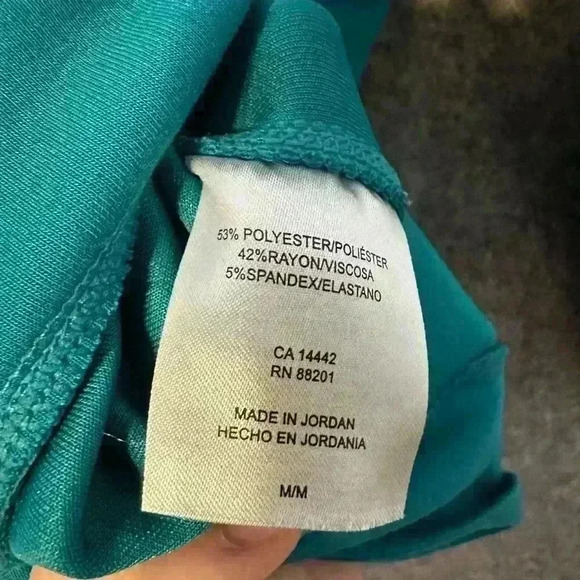 53% POLYESTER/POLIÉSTER
42%RAYON/VISCOSA
5%SPANDEX/ELASTANO
CA 14442
RN 88201
MADE IN JORDAN
HECHO EN JORDANIA
M/M